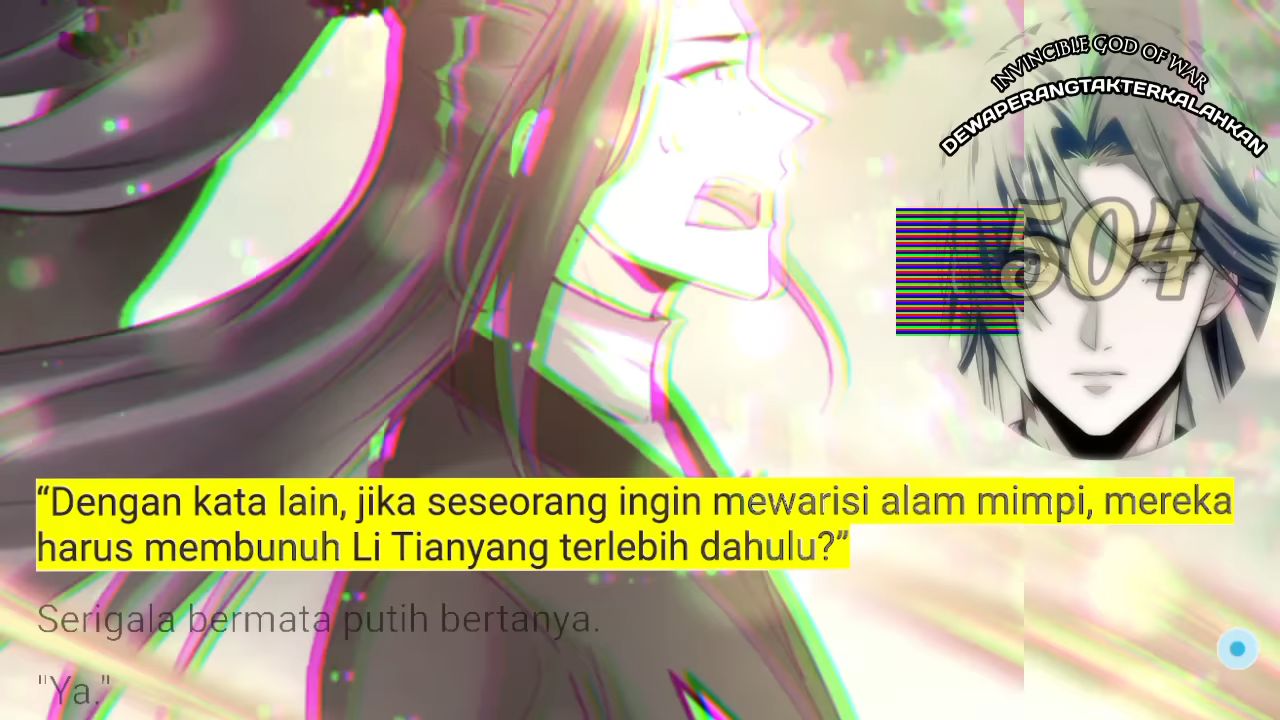 INVINCIBLE GOD OF WAR
DEWAPERANGTAKTERKALAHKAN
504
“Dengan kata lain, jika seseorang ingin mewarisi alam mimpi, mereka
harus membunuh Li Tianyang terlebih dahulu?”
Serigala bermata putih bertanya.
"Ya."